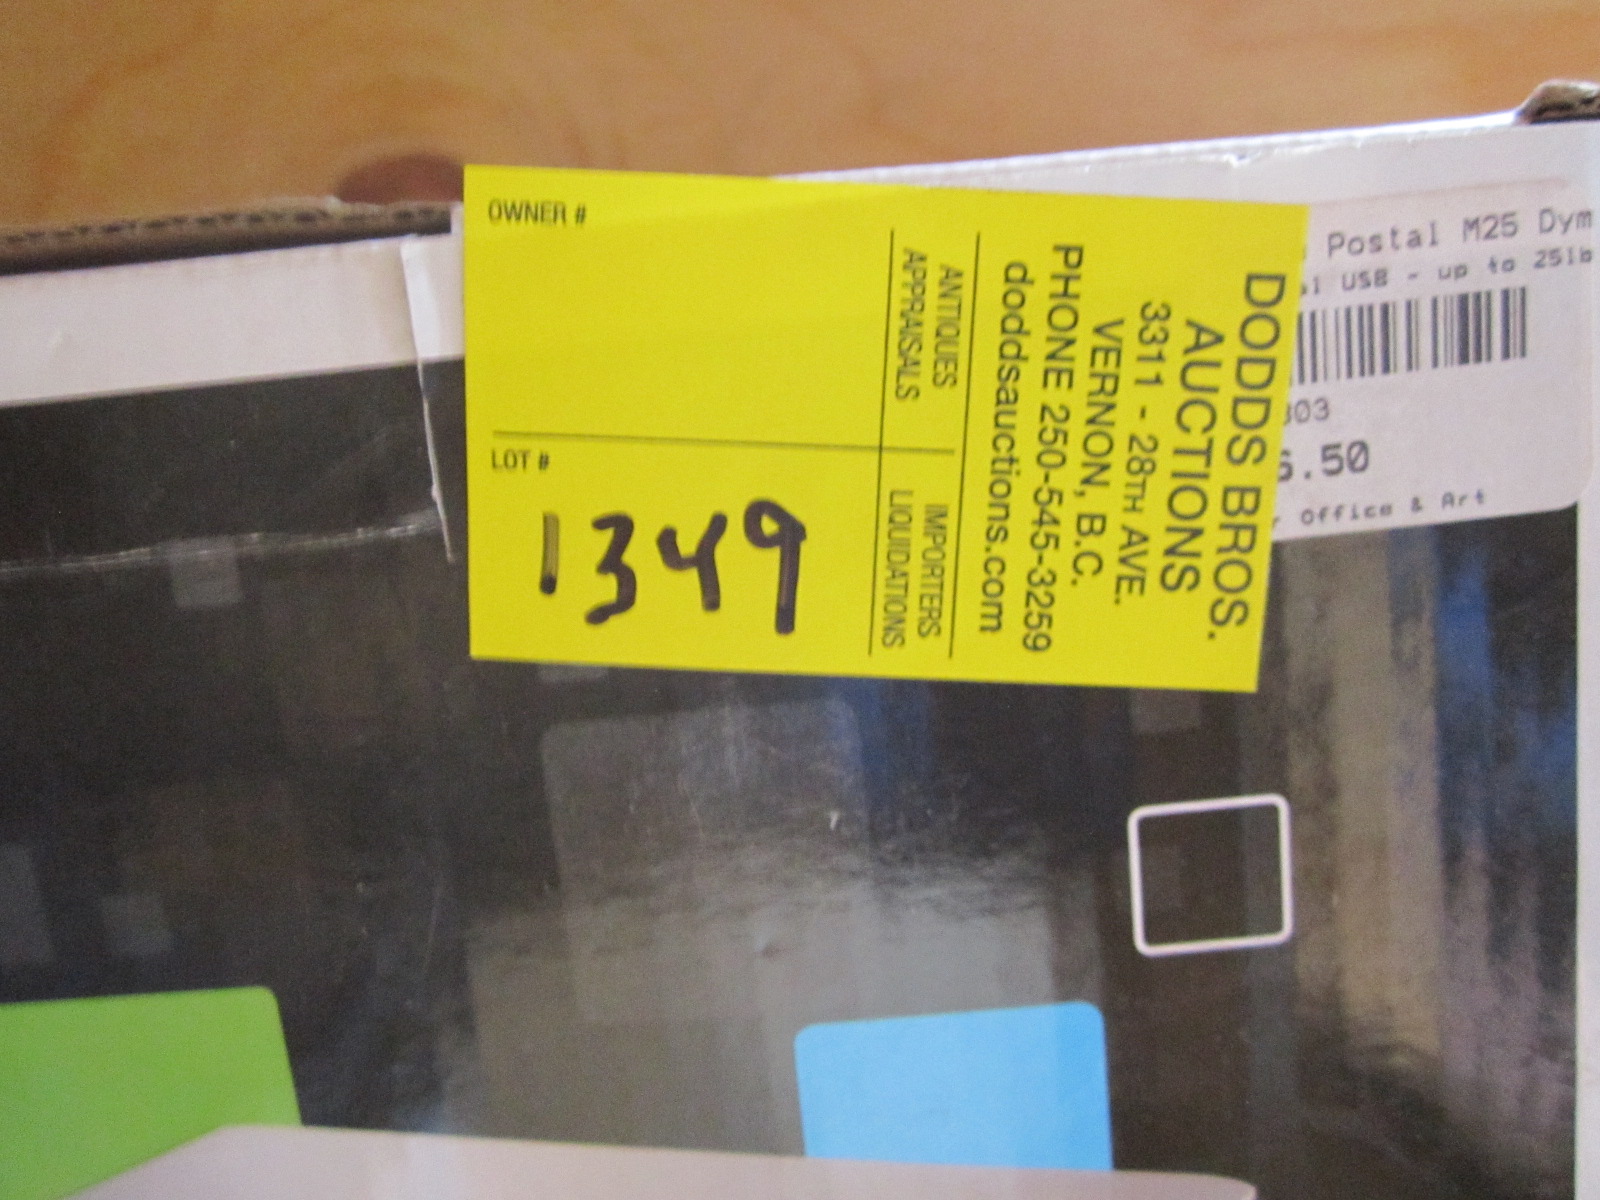 OWNER #
LOT #
1349
ANTIQUES
APPRAISALS
IMPORTERS
LIQUIDATIONS
DODDS BROS.
AUCTIONS
3311 - 28TH AVE.
VERNON, B.C.
PHONE 250-545-3259
doddsauctions.com
Postal M25 Dym
USB - up to 25lb
.50
Office & Art